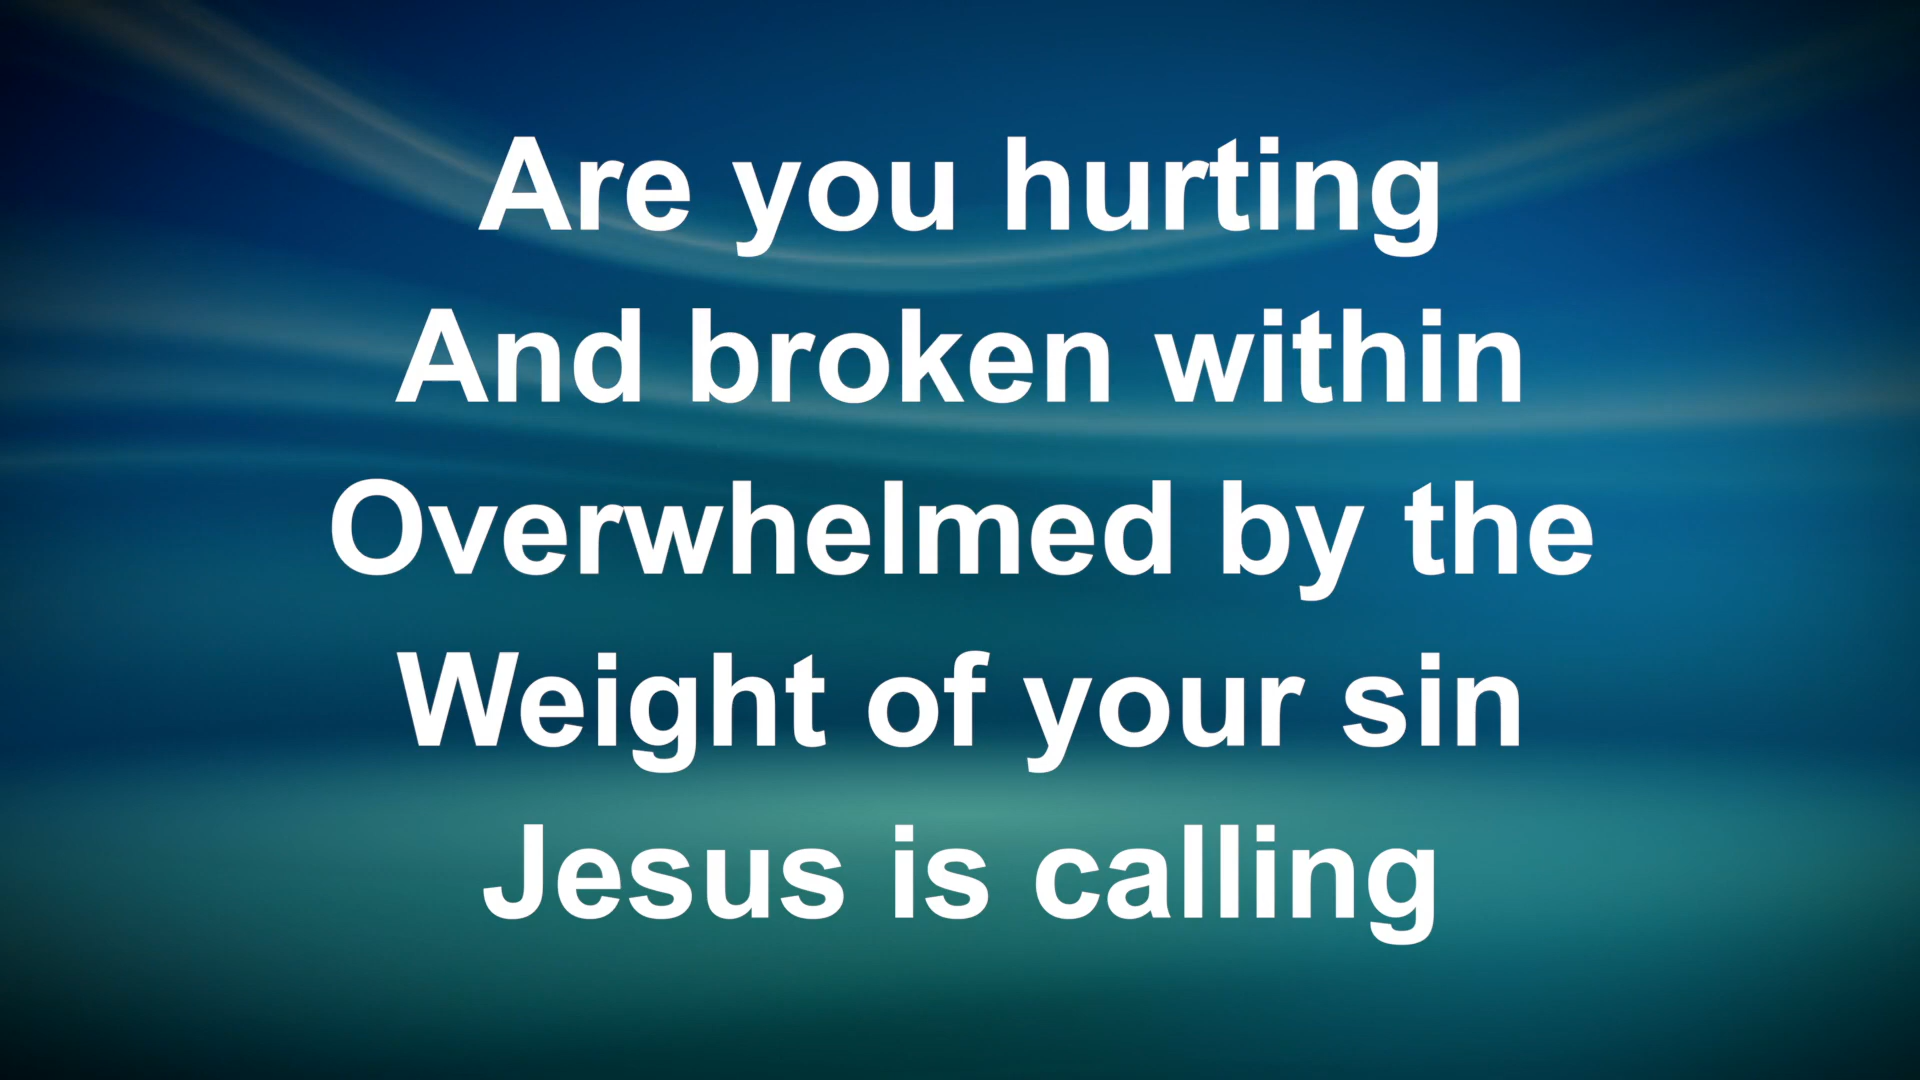 Are you hurting
And broken within
Overwhelmed by the
Weight of your sin
Jesus is calling